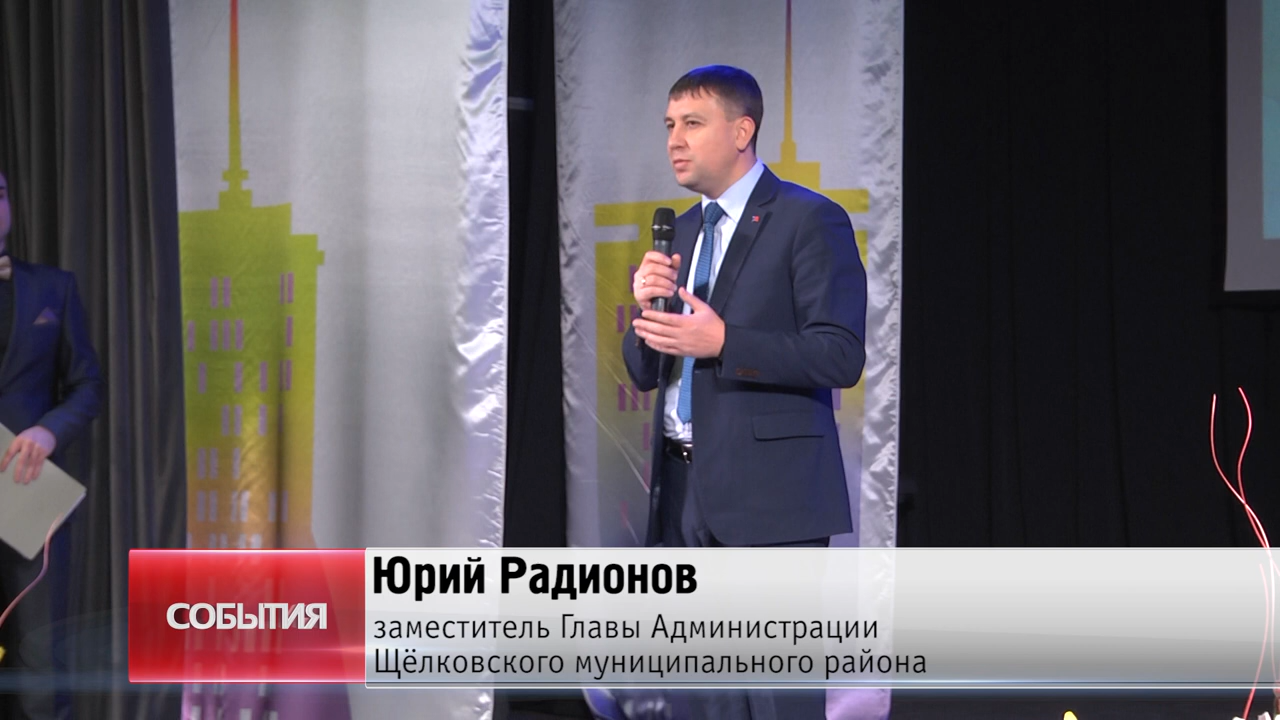 Юрий Радионов
СОБЫТИЯ
заместитель Главы Администрации
Щёлковского муниципального района